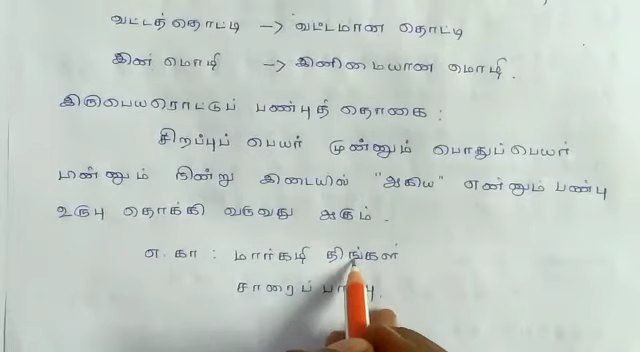 வட்டத்தொட்டி -> வட்டமான தொட்டி
இன் மொழி -> இனிமையான மொழி.
இருபெயரொட்டுப் பண்புத் தொகை :
சிறப்புப் பெயர் முன்னும் பொதுப்பெயர்
பின்னும் நின்று இடையில் "ஆகிய" என்னும் பண்பு
உருபு தொக்கி வருவது ஆகும்.
எ.கா : மார்கழி திங்கள்
சாரைப்